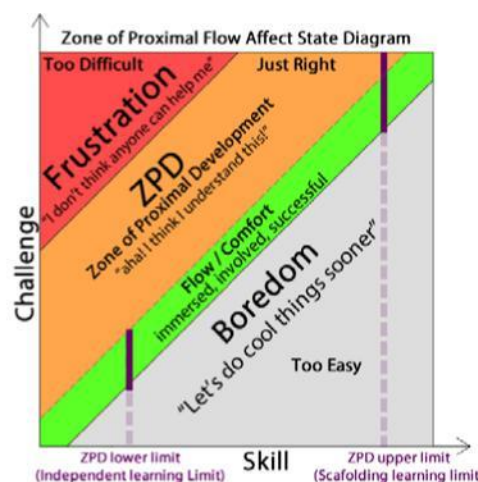 Zone of Proximal Flow Affect State Diagram
Too Difficult
Just Right
Frustration
"I don't think anyone can help me"
ZPD
Zone of Proximal Development
"aha! I think I understand this!"
Flow / Comfort
immersed, involved, successful
Boredom
"Let's do cool things sooner"
Too Easy
Challenge
Skill
ZPD lower limit
(Independent learning Limit)
ZPD upper limit
(Scafolding learning limit)